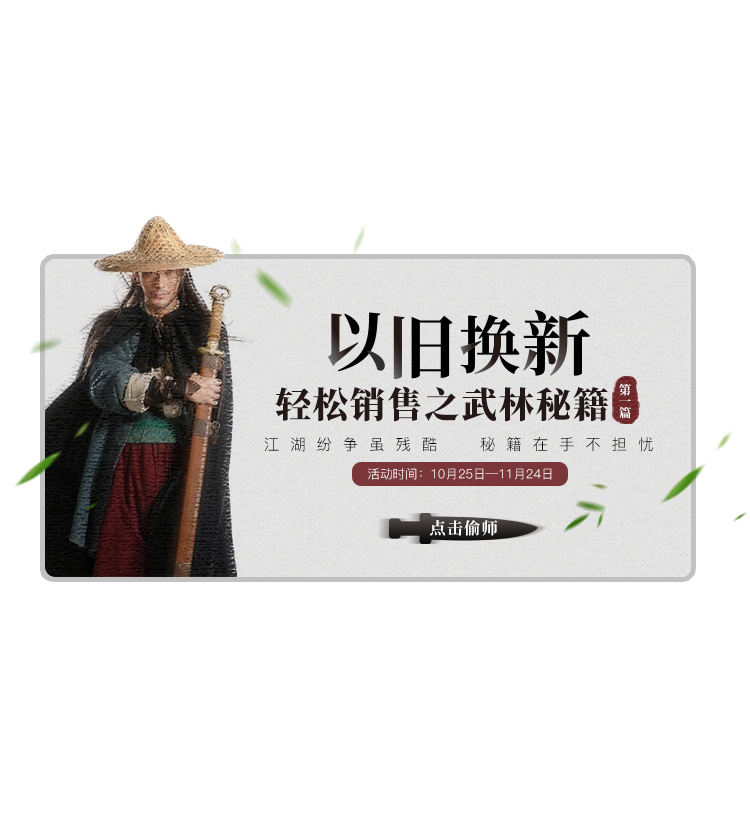 以旧换新
轻松销售之武林秘籍
第一篇
江湖纷争虽残酷 秘籍在手不担忧
活动时间：10月25日—11月24日
点击偷师